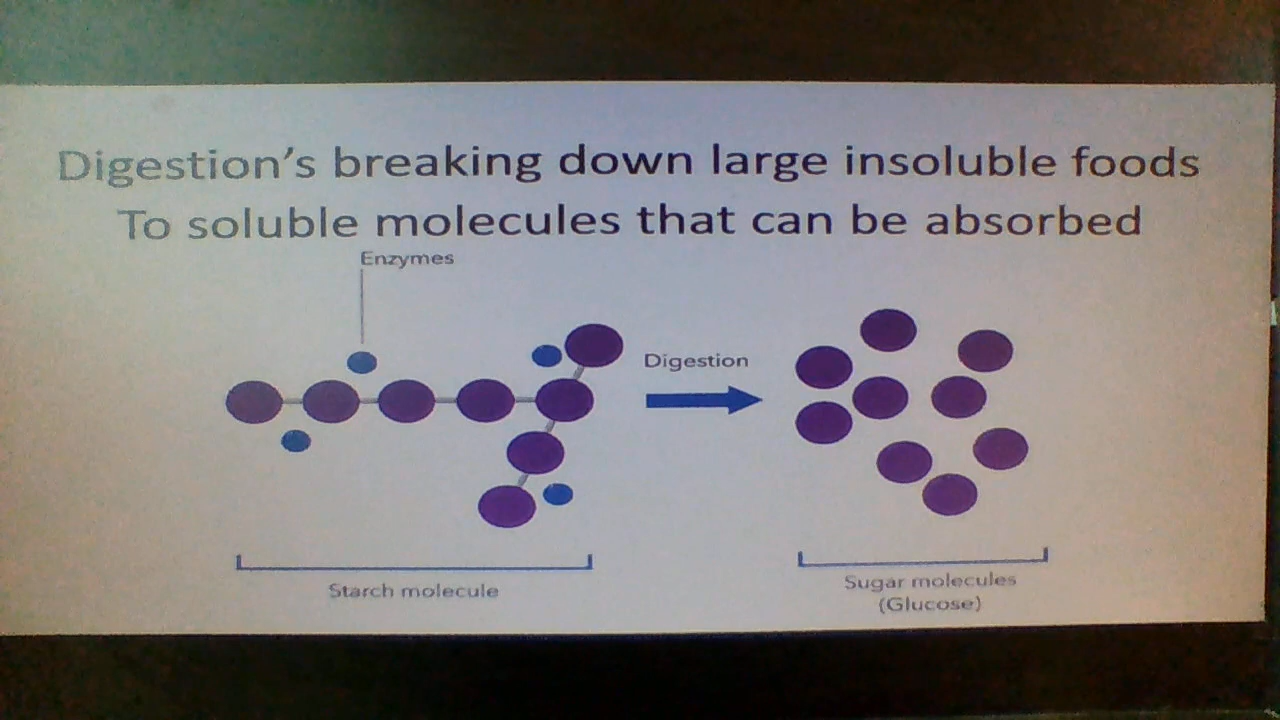 Digestion's breaking down large insoluble foods
To soluble molecules that can be absorbed
Enzymes
Digestion
Starch molecule
Sugar molecules
(Glucose)